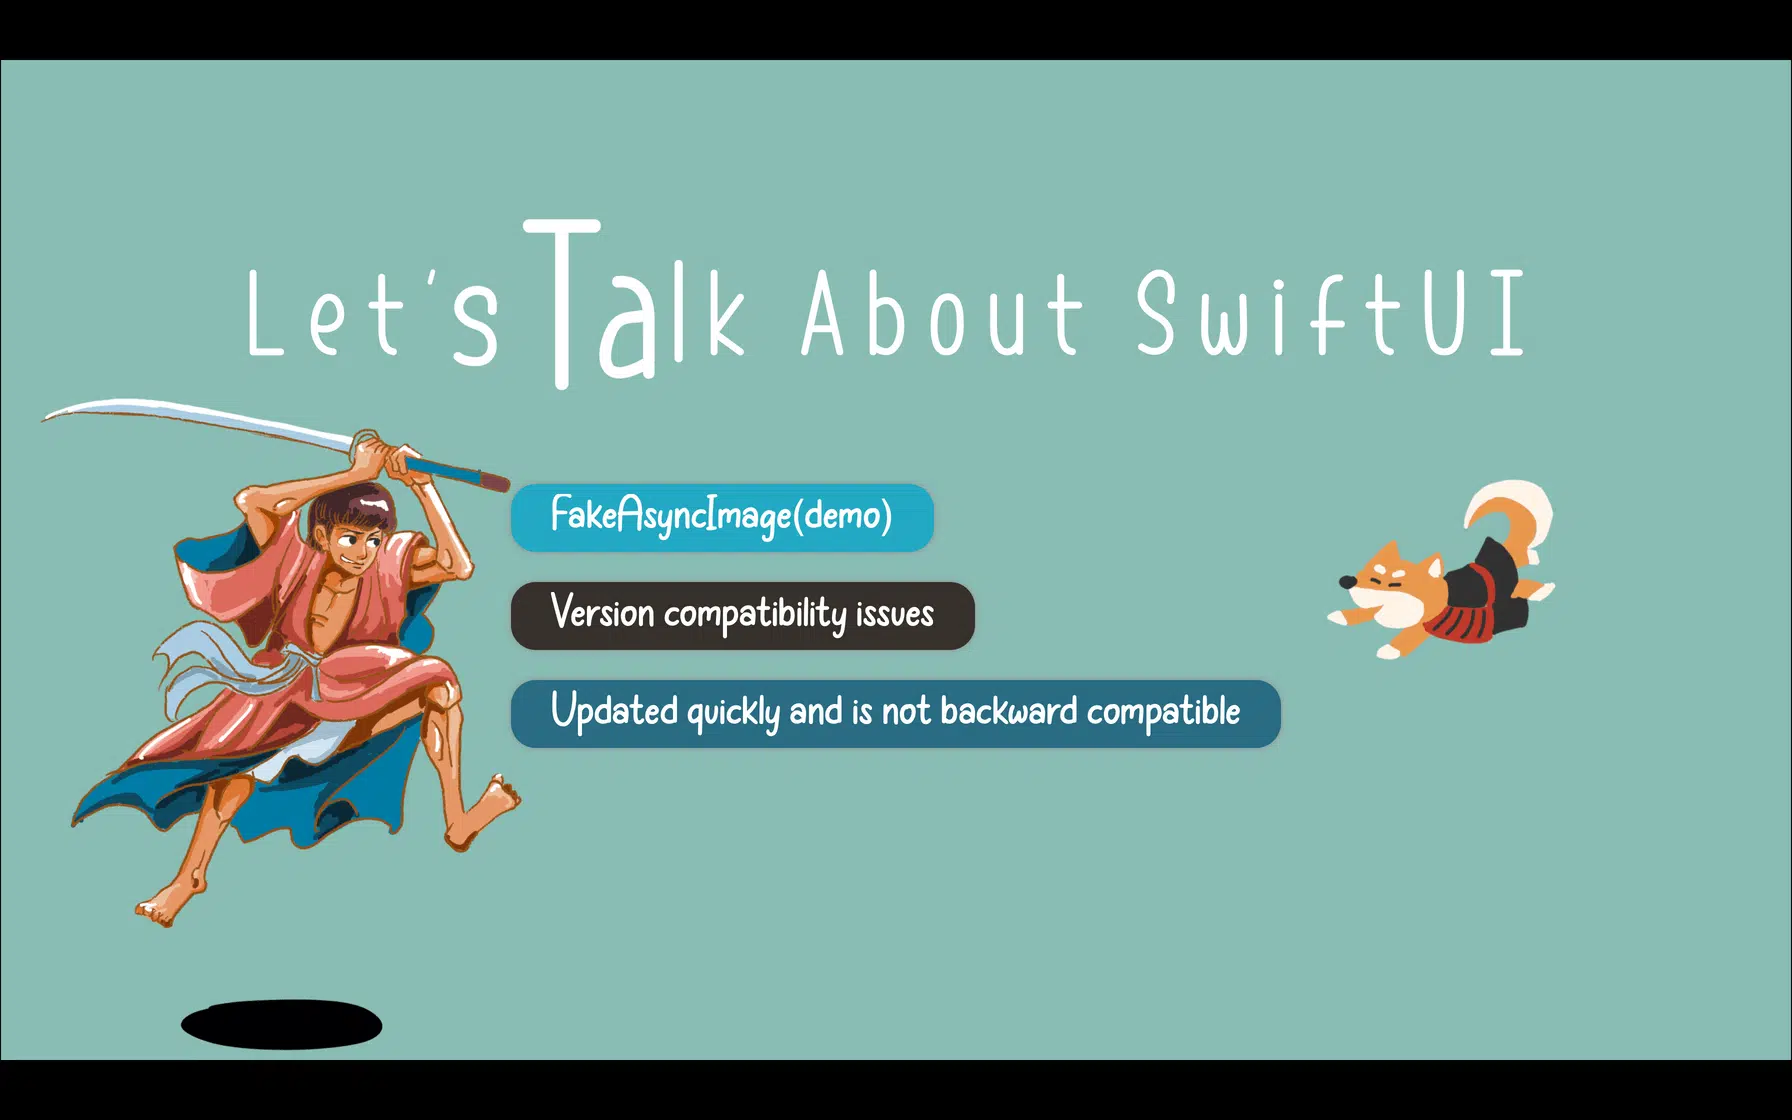 Let's Talk About SwiftUI
FakeAsyncImage(demo)
Version compatibility issues
Updated quickly and is not backward compatible